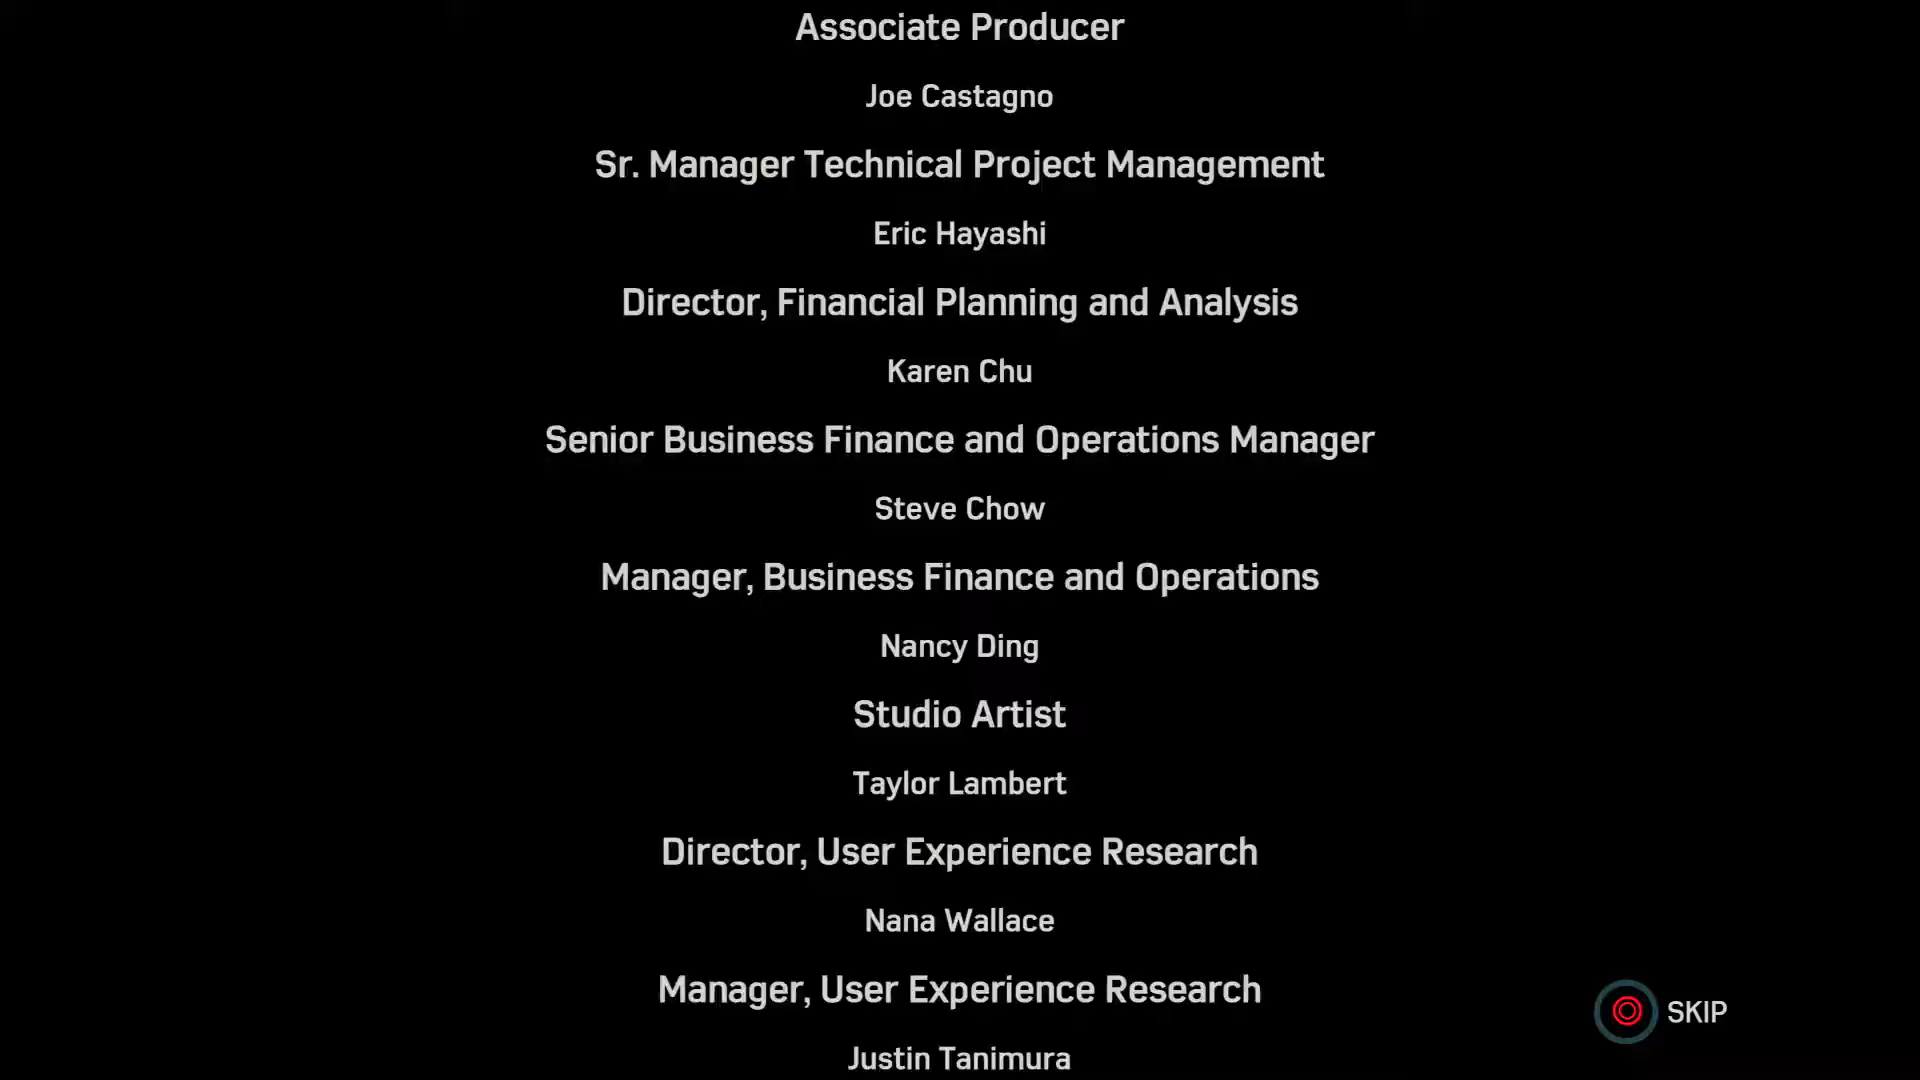 Associate Producer
Joe Castagno
Sr. Manager Technical Project Management
Eric Hayashi
Director, Financial Planning and Analysis
Karen Chu
Senior Business Finance and Operations Manager
Steve Chow
Manager, Business Finance and Operations
Nancy Ding
Studio Artist
Taylor Lambert
Director, User Experience Research
Nana Wallace
Manager, User Experience Research
SKIP
Justin Tanimura